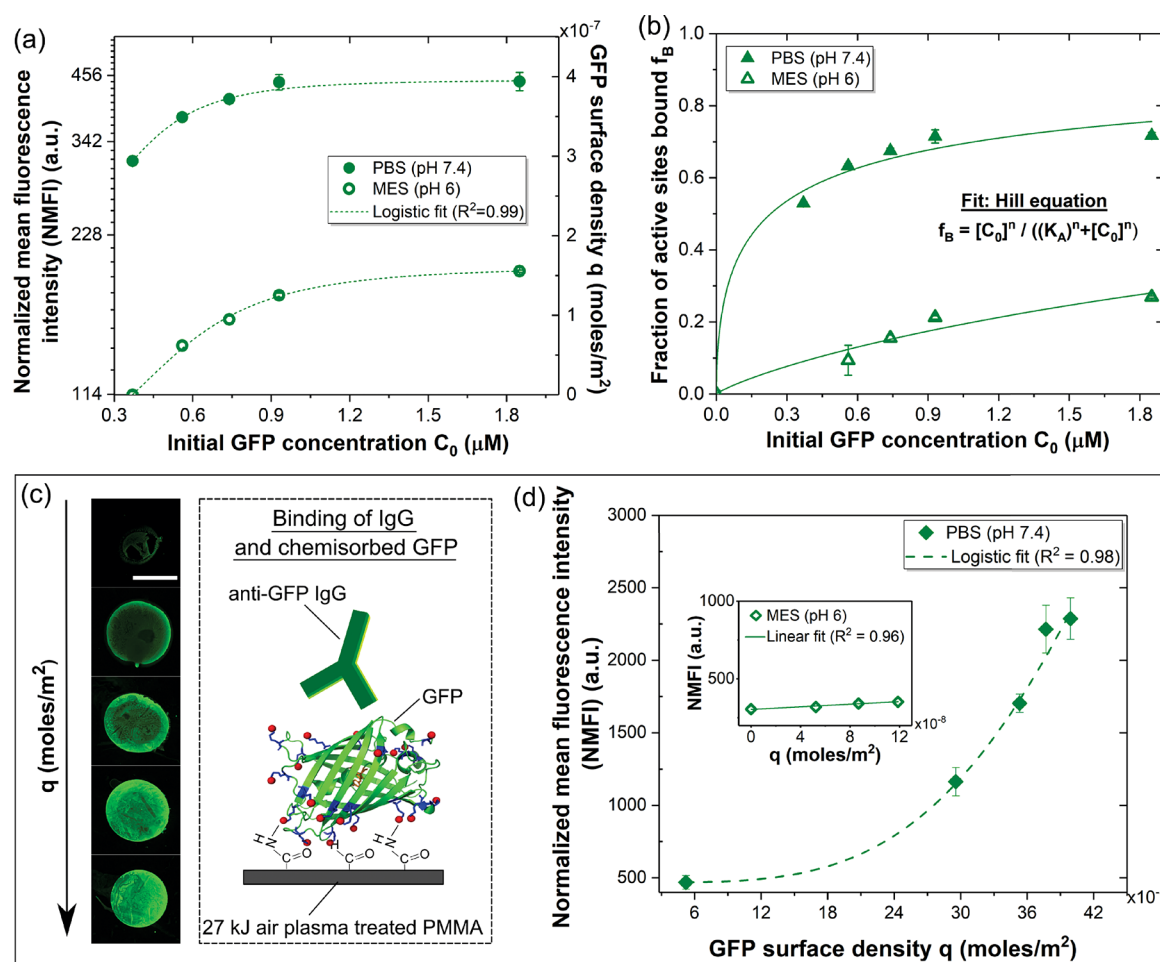 (a)
×10⁻⁷
Normalized mean fluorescence
intensity (NMFI) (a.u.)
456
342
228
114
4
3
2
1
0
GFP surface density q (moles/m²)
PBS (pH 7.4)
MES (pH 6)
Logistic fit (R²=0.99)
0.3 0.6 0.9 1.2 1.5 1.8
Initial GFP concentration C₀ (μM)
(b)
Fraction of active sites bound f_B
1.0
0.8
0.6
0.4
0.2
0.0
PBS (pH 7.4)
MES (pH 6)
Fit: Hill equation
f_B = [C₀]ⁿ / ((K_A)ⁿ+[C₀]ⁿ)
0.0 0.3 0.6 0.9 1.2 1.5 1.8
Initial GFP concentration C₀ (μM)
(c)
q (moles/m²)
Binding of IgG
and chemisorbed GFP
anti-GFP IgG
GFP
H N H H N
C O C O C O
27 kJ air plasma treated PMMA
(d)
Normalized mean fluorescence intensity
(NMFI) (a.u.)
3000
2500
2000
1500
1000
500
PBS (pH 7.4)
Logistic fit (R² = 0.98)
NMFI (a.u.)
1000
500
MES (pH 6)
Linear fit (R² = 0.96)
×10⁻⁸
0 4 8 12
q (moles/m²)
6 12 18 24 30 36 42
GFP surface density q (moles/m²)